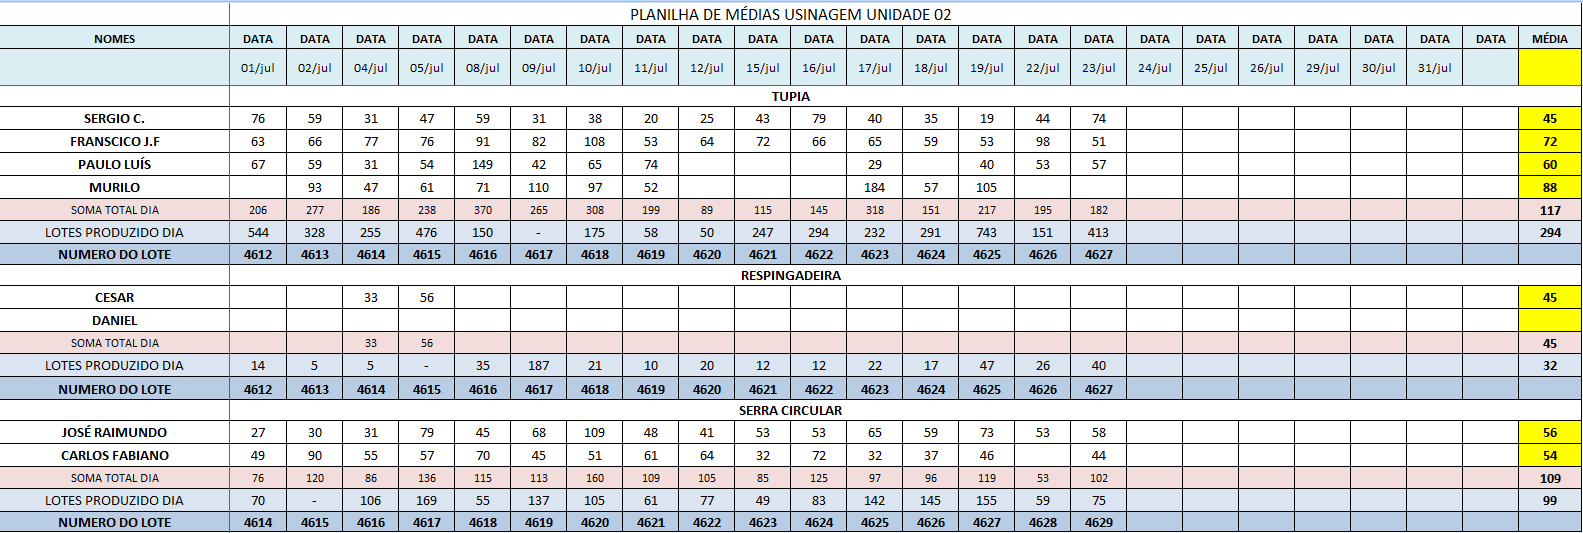 PLANILHA DE MÉDIAS USINAGEM UNIDADE 02
NOMES DATA DATA DATA DATA DATA DATA DATA DATA DATA DATA DATA DATA DATA DATA DATA DATA DATA DATA DATA DATA DATA DATA DATA MÉDIA
01/jul 02/jul 04/jul 05/jul 08/jul 09/jul 10/jul 11/jul 12/jul 15/jul 16/jul 17/jul 18/jul 19/jul 22/jul 23/jul 24/jul 25/jul 26/jul 29/jul 30/jul 31/jul
TUPIA
SERGIO C. 76 59 31 47 59 31 38 20 25 43 79 40 35 19 44 74 45
FRANSCICO J.F 63 66 77 76 91 82 108 53 64 72 66 65 59 53 98 51 72
PAULO LUÍS 67 59 31 54 149 42 65 74 29 40 53 57 60
MURILO 93 47 61 71 110 97 52 184 57 105 88
SOMA TOTAL DIA 206 277 186 238 370 265 308 199 89 115 145 318 151 217 195 182 117
LOTES PRODUZIDO DIA 544 328 255 476 150 - 175 58 50 247 294 232 291 743 151 413 294
NUMERO DO LOTE 4612 4613 4614 4615 4616 4617 4618 4619 4620 4621 4622 4623 4624 4625 4626 4627
RESPINGADEIRA
CESAR 33 56 45
DANIEL
SOMA TOTAL DIA 33 56 45
LOTES PRODUZIDO DIA 14 5 5 - 35 187 21 10 20 12 12 22 17 47 26 40 32
NUMERO DO LOTE 4612 4613 4614 4615 4616 4617 4618 4619 4620 4621 4622 4623 4624 4625 4626 4627
SERRA CIRCULAR
JOSÉ RAIMUNDO 27 30 31 79 45 68 109 48 41 53 53 65 59 73 53 58 56
CARLOS FABIANO 49 90 55 57 70 45 51 61 64 32 72 32 37 46 44 54
SOMA TOTAL DIA 76 120 86 136 115 113 160 109 105 85 125 97 96 119 53 102 109
LOTES PRODUZIDO DIA 70 - 106 169 55 137 105 61 77 49 83 142 145 155 59 75 99
NUMERO DO LOTE 4614 4615 4616 4617 4618 4619 4620 4621 4622 4623 4624 4625 4626 4627 4628 4629